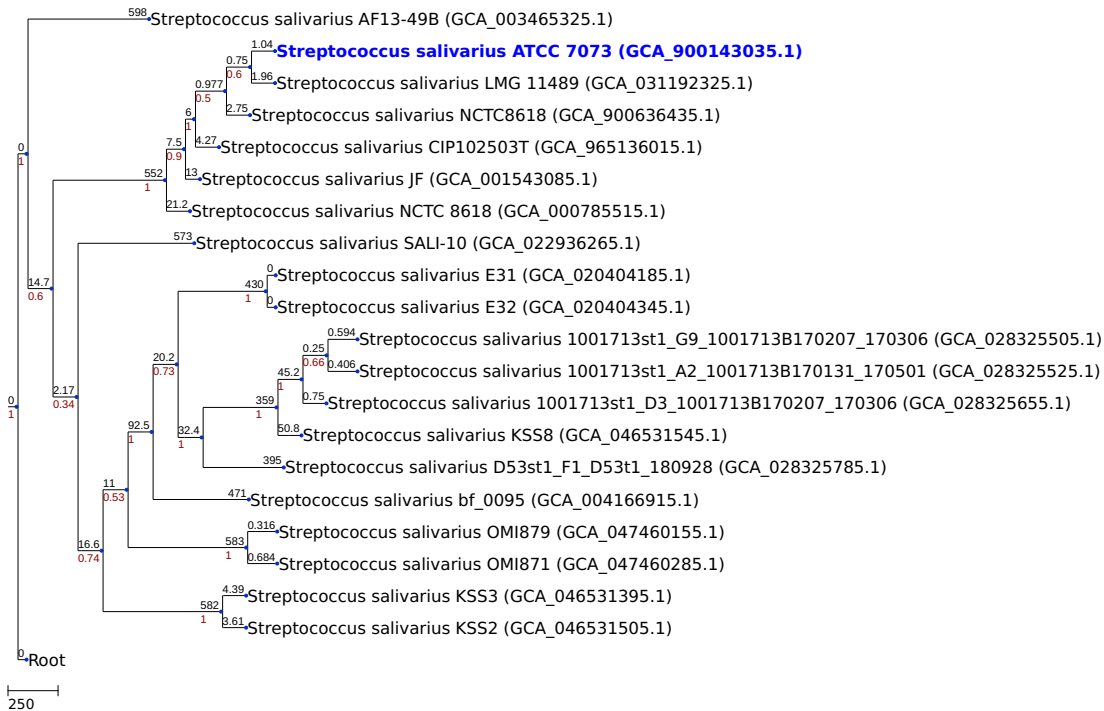 598 Streptococcus salivarius AF13-49B (GCA_003465325.1)
1.04 Streptococcus salivarius ATCC 7073 (GCA_900143035.1)
0.75
0.6
1.96 Streptococcus salivarius LMG 11489 (GCA_031192325.1)
0.977
0.5
2.75 Streptococcus salivarius NCTC8618 (GCA_900636435.1)
6
1
4.27 Streptococcus salivarius CIP102503T (GCA_965136015.1)
7.5
0.9
0
1
13 Streptococcus salivarius JF (GCA_001543085.1)
552
1
21.2 Streptococcus salivarius NCTC 8618 (GCA_000785515.1)
573 Streptococcus salivarius SALI-10 (GCA_022936265.1)
0 Streptococcus salivarius E31 (GCA_020404185.1)
14.7
0.6
430
1
0 Streptococcus salivarius E32 (GCA_020404345.1)
0.594 Streptococcus salivarius 1001713st1_G9_1001713B170207_170306 (GCA_028325505.1)
0.25
0.66
20.2
0.73
0.406 Streptococcus salivarius 1001713st1_A2_1001713B170131_170501 (GCA_028325525.1)
45.2
1
2.17
0.34
0.75 Streptococcus salivarius 1001713st1_D3_1001713B170207_170306 (GCA_028325655.1)
0
1
359
1
92.5
1
32.4
1
50.8 Streptococcus salivarius KSS8 (GCA_046531545.1)
395 Streptococcus salivarius D53st1_F1_D53t1_180928 (GCA_028325785.1)
11
0.53
471 Streptococcus salivarius bf_0095 (GCA_004166915.1)
0.316 Streptococcus salivarius OMI879 (GCA_047460155.1)
16.6
0.74
583
1
0.684 Streptococcus salivarius OMI871 (GCA_047460285.1)
4.39 Streptococcus salivarius KSS3 (GCA_046531395.1)
582
1
3.61 Streptococcus salivarius KSS2 (GCA_046531505.1)
0 Root
250